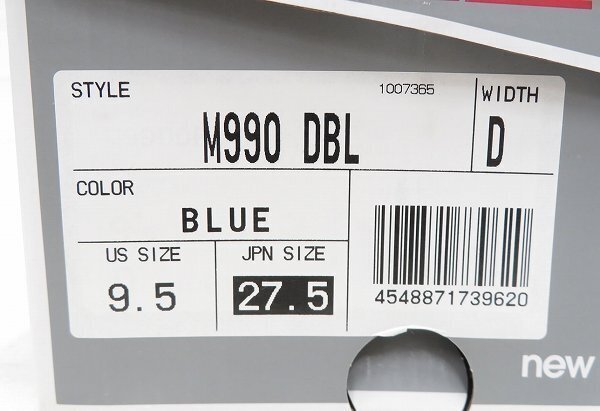 STYLE
1007365
WIDTH
M990 DBL
D
COLOR
BLUE
US SIZE
JPN SIZE
9.5
27.5
4548871739620
new